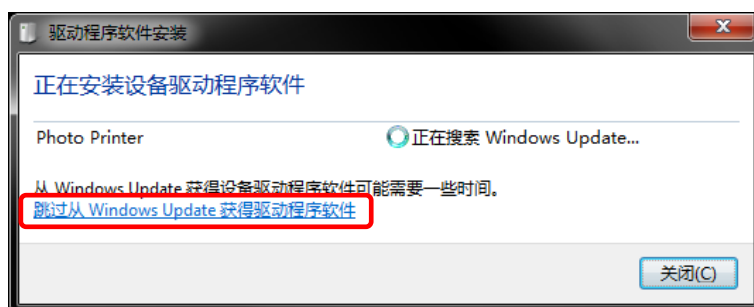 驱动程序软件安装
正在安装设备驱动程序软件
Photo Printer 正在搜索 Windows Update...
从 Windows Update 获得设备驱动程序软件可能需要一些时间。
跳过从 Windows Update 获得驱动程序软件
关闭(C)